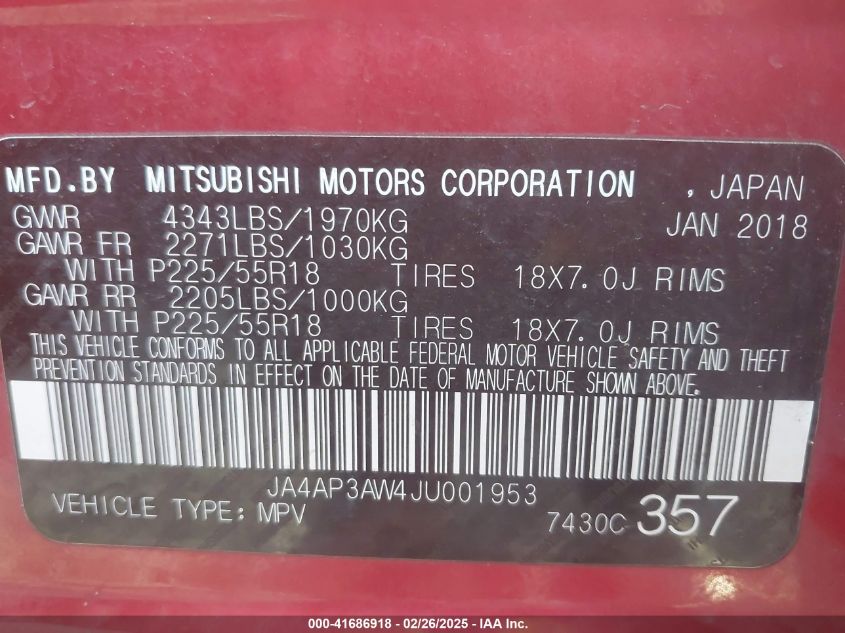 MFD.BY MITSUBISHI MOTORS CORPORATION , JAPAN
GVWR 4343LBS/1970KG JAN 2018
GAWR FR 2271LBS/1030KG
WITH P225/55R18 TIRES 18X7.0J RIMS
GAWR RR 2205LBS/1000KG
WITH P225/55R18 TIRES 18X7.0J RIMS
THIS VEHICLE CONFORMS TO ALL APPLICABLE FEDERAL MOTOR VEHICLE SAFETY AND THEFT
PREVENTION STANDARDS IN EFFECT ON THE DATE OF MANUFACTURE SHOWN ABOVE.
JA4AP3AW4JU001953
VEHICLE TYPE: MPV 7430C 357
000-41686918 - 02/26/2025 - IAA Inc.